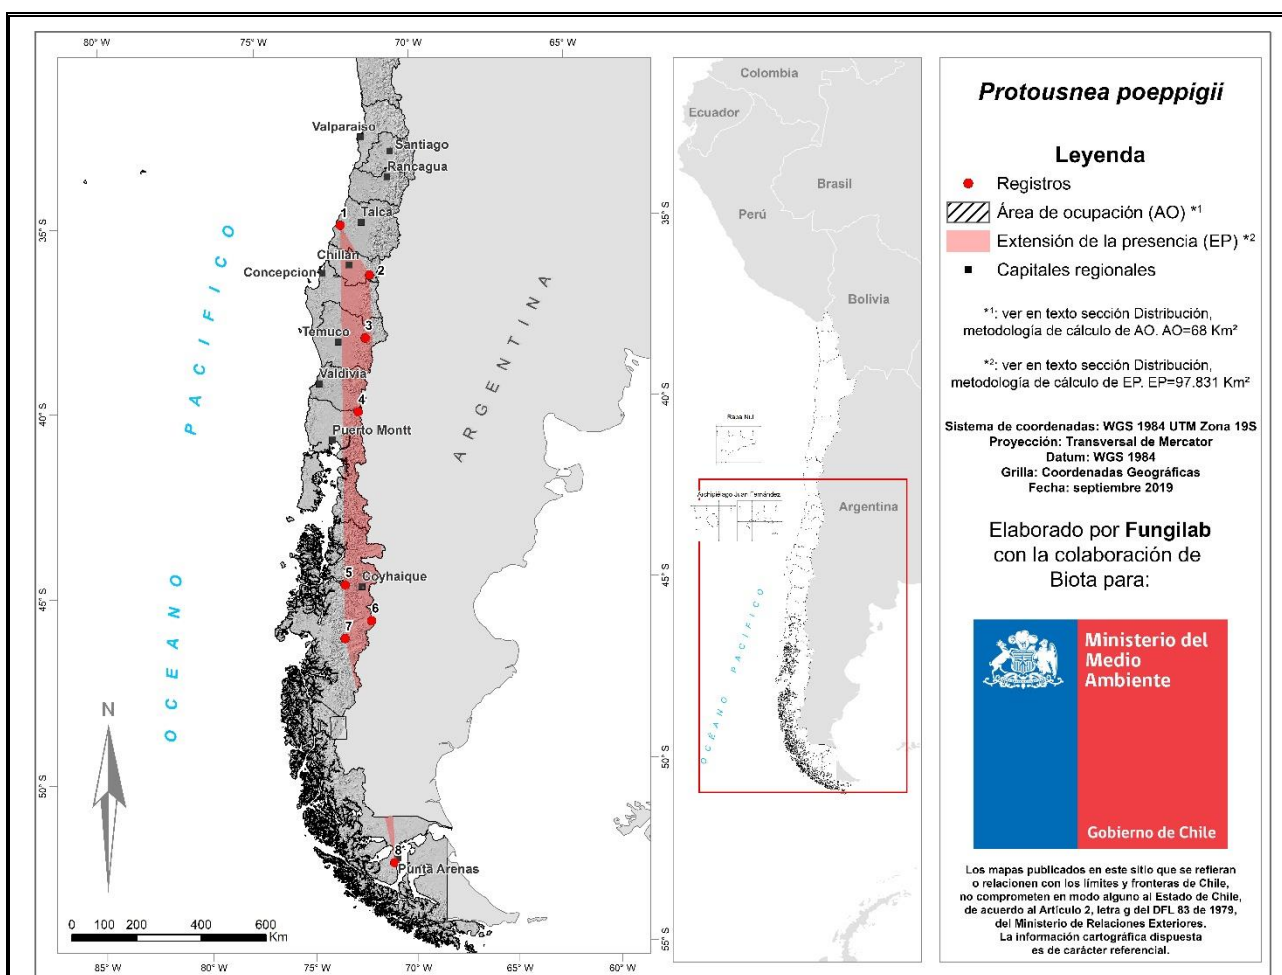 80° W
75° W
70° W
65° W
Valparaiso
Santiago
Rancagua
1
Talca
35° S
Chillán
Concepcion
2
3
Temuco
Valdivia
4
40° S
Puerto Montt
OCEANO PACIFICO
ARGENTINA
5
Coyhaique
6
45° S
7
N
50° S
8
Punta Arenas
0 100 200 400 600
Km
85° W
80° W
75° W
70° W
65° W
60° W
35° S
40° S
45° S
50° S
55° S
Colombia
Ecuador
Brasil
Perú
Bolivia
Rapa Nui
Archipiélago Juan Fernández
Argentina
OCÉANO PACÍFICO
Protousnea poeppigii
Leyenda
Registros
Área de ocupación (AO) *1
Extensión de la presencia (EP) *2
Capitales regionales
*1: ver en texto sección Distribución,
metodología de cálculo de AO. AO=68 Km²
*2: ver en texto sección Distribución,
metodología de cálculo de EP. EP=97.831 Km²
Sistema de coordenadas: WGS 1984 UTM Zona 19S
Proyección: Transversal de Mercator
Datum: WGS 1984
Grilla: Coordenadas Geográficas
Fecha: septiembre 2019
Elaborado por Fungilab
con la colaboración de
Biota para:
Ministerio del
Medio
Ambiente
Gobierno de Chile
Los mapas publicados en este sitio que se refieran
o relacionen con los límites y fronteras de Chile,
no comprometen en modo alguno al Estado de Chile,
de acuerdo al Artículo 2, letra g del DFL 83 de 1979,
del Ministerio de Relaciones Exteriores.
La información cartográfica dispuesta
es de carácter referencial.